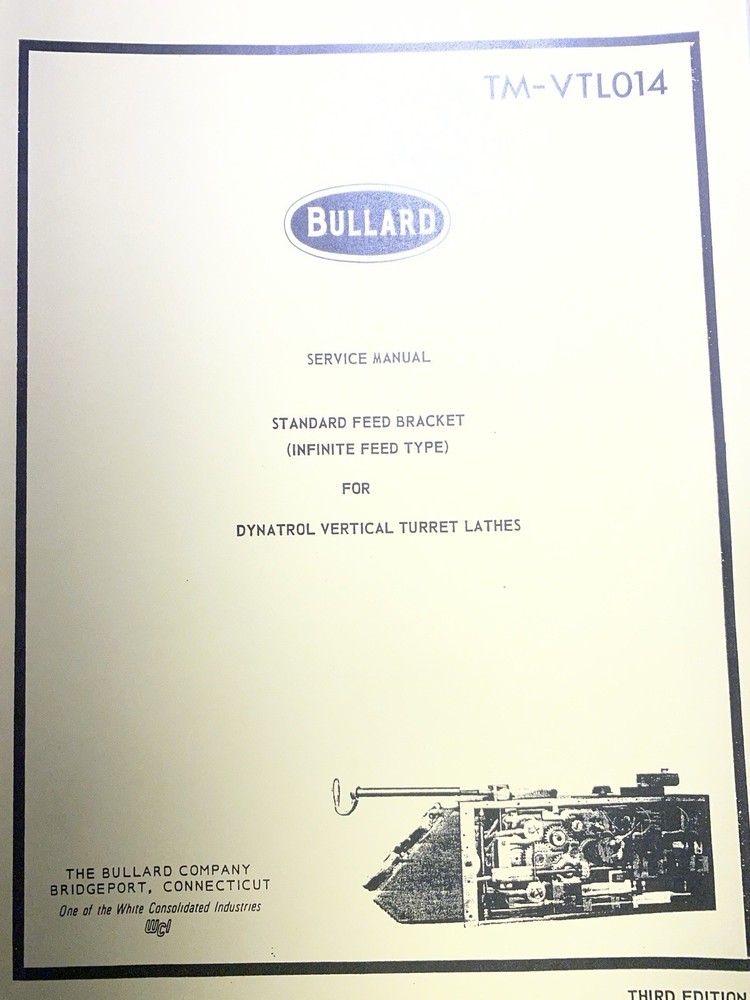 TM-VTL014
BULLARD
SERVICE MANUAL
STANDARD FEED BRACKET
(INFINITE FEED TYPE)
FOR
DYNATROL VERTICAL TURRET LATHES
THE BULLARD COMPANY
BRIDGEPORT, CONNECTICUT
One of the White Consolidated Industries
WCI
THIRD EDITION